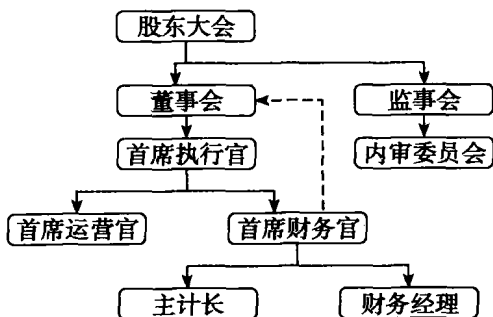 股东大会
董事会
监事会
首席执行官
内审委员会
首席运营官
首席财务官
主计长
财务经理